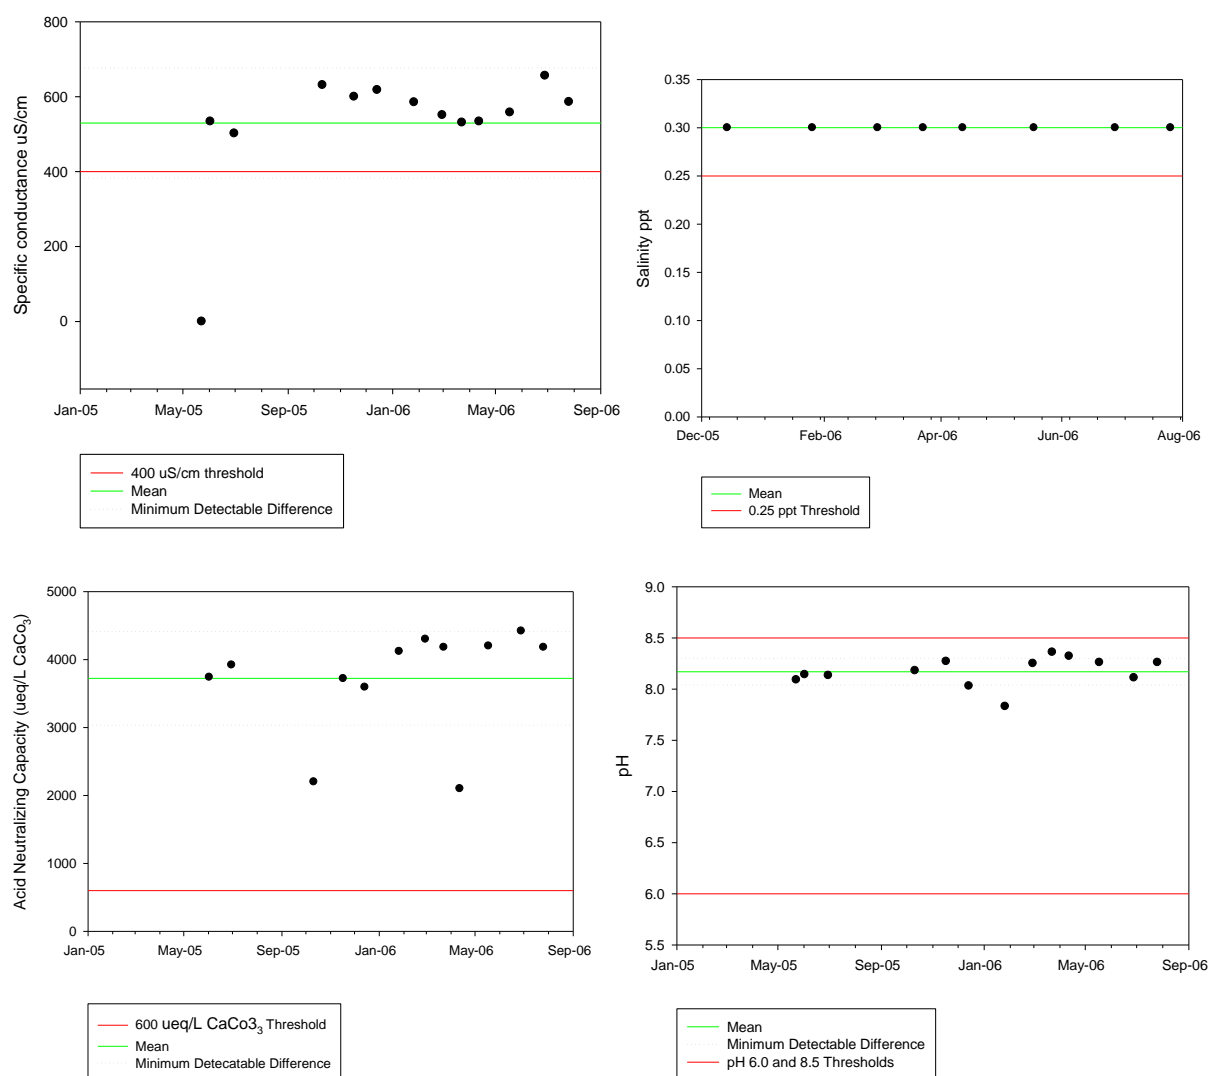 800
600
400
200
0
Specific conductance uS/cm
Jan-05 May-05 Sep-05 Jan-06 May-06 Sep-06
400 uS/cm threshold
Mean
Minimum Detectable Difference
0.35
0.30
0.25
0.20
0.15
0.10
0.05
0.00
Salinity ppt
Dec-05 Feb-06 Apr-06 Jun-06 Aug-06
Mean
0.25 ppt Threshold
5000
4000
3000
2000
1000
0
Acid Neutralizing Capacity (ueq/L CaCo₃)
Jan-05 May-05 Sep-05 Jan-06 May-06 Sep-06
600 ueq/L CaCo3₃ Threshold
Mean
Minimum Detecatable Difference
9.0
8.5
8.0
7.5
7.0
6.5
6.0
5.5
pH
Jan-05 May-05 Sep-05 Jan-06 May-06 Sep-06
Mean
Minimum Detectable Difference
pH 6.0 and 8.5 Thresholds